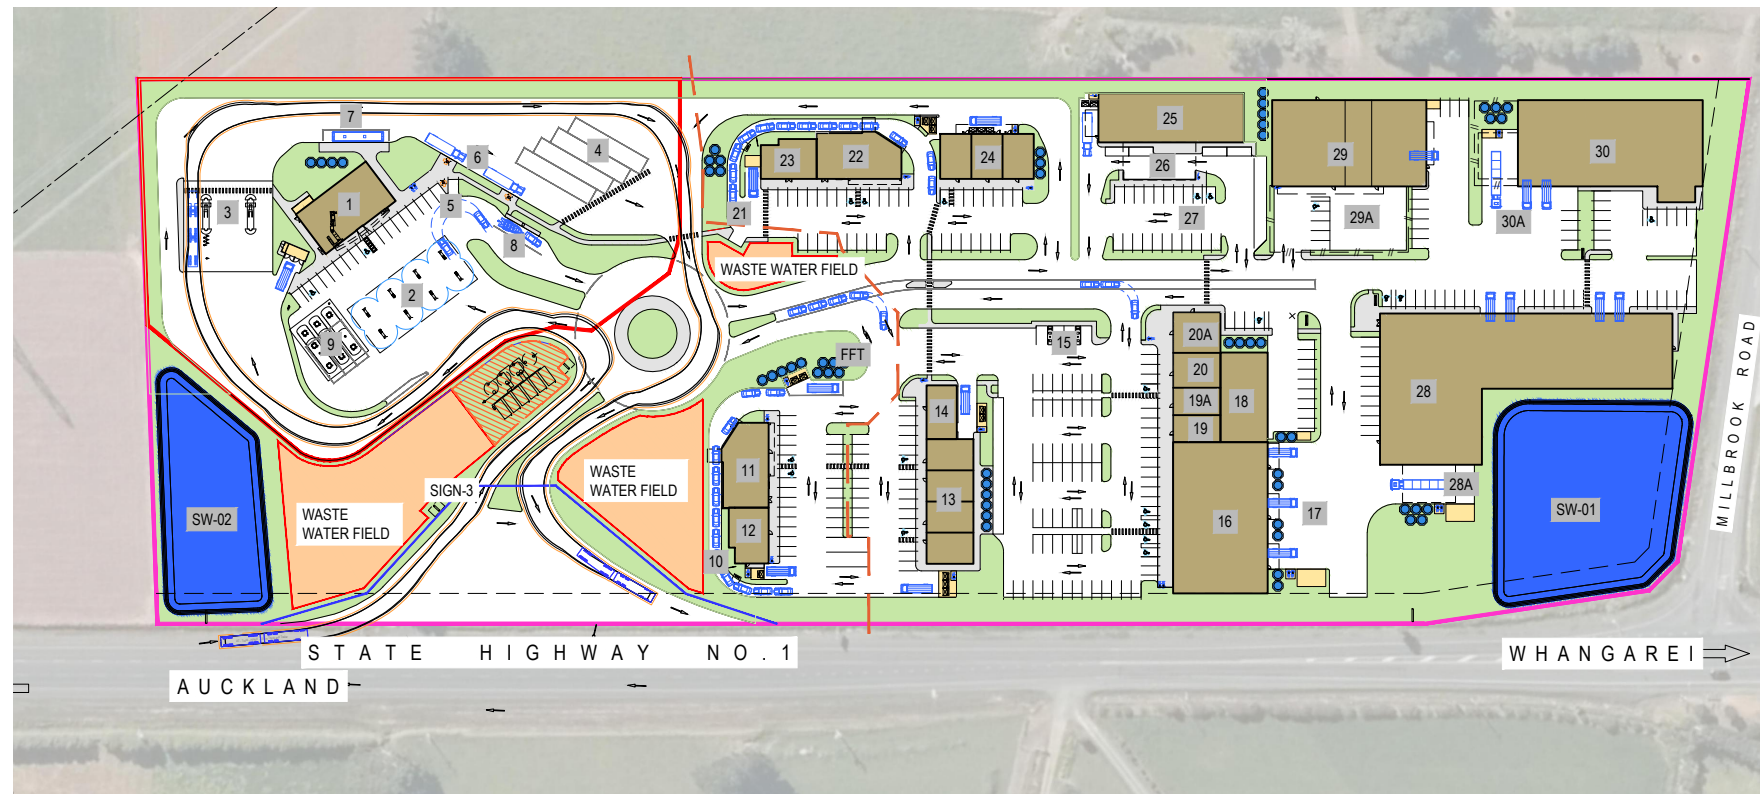 7
6
4
25
23
22
24
26
29
30
1
5
3
8
21
27
29A
30A
WASTE WATER FIELD
2
9
20A
15
FFT
20
28
14
19A
18
19
11
13
12
10
16
17
28A
SW-01
SW-02
SIGN-3
WASTE
WATER FIELD
WASTE
WATER FIELD
MILLBROOK ROAD
STATE HIGHWAY NO.1
WHANGAREI
AUCKLAND